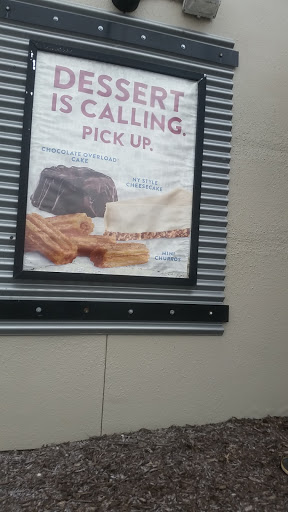 DESSERT
IS CALLING.
PICK UP.
CHOCOLATE OVERLOAD!
CAKE
NY STYLE
CHEESECAKE
MINI
CHURROS